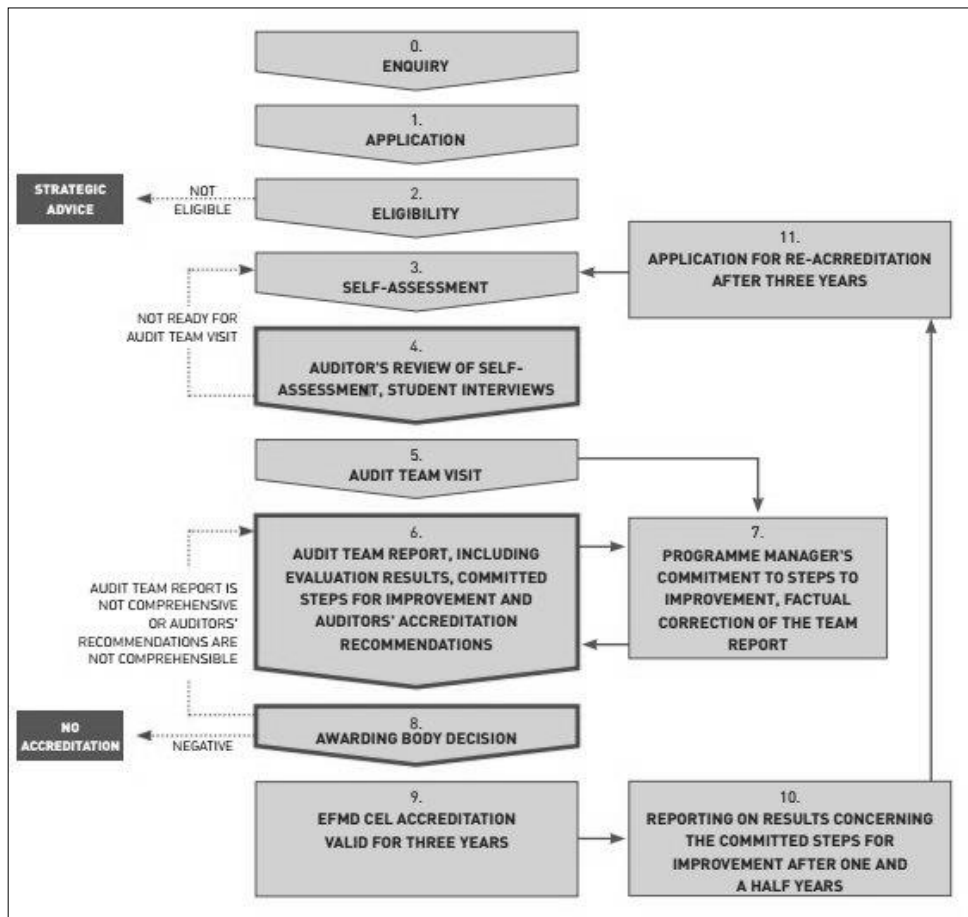 0.
ENQUIRY
1.
APPLICATION
STRATEGIC
ADVICE
NOT
ELIGIBLE
2.
ELIGIBILITY
3.
SELF-ASSESSMENT
11.
APPLICATION FOR RE-ACRREDITATION
AFTER THREE YEARS
NOT READY FOR
AUDIT TEAM VISIT
4.
AUDITOR'S REVIEW OF SELF-
ASSESSMENT, STUDENT INTERVIEWS
5.
AUDIT TEAM VISIT
6.
AUDIT TEAM REPORT, INCLUDING
EVALUATION RESULTS, COMMITTED
STEPS FOR IMPROVEMENT AND
AUDITORS' ACCREDITATION
RECOMMENDATIONS
7.
PROGRAMME MANAGER'S
COMMITMENT TO STEPS TO
IMPROVEMENT, FACTUAL
CORRECTION OF THE TEAM
REPORT
AUDIT TEAM REPORT IS
NOT COMPREHENSIVE
OR AUDITORS'
RECOMMENDATIONS ARE
NOT COMPREHENSIBLE
NO
ACCREDITATION
NEGATIVE
8.
AWARDING BODY DECISION
9.
EFMD CEL ACCREDITATION
VALID FOR THREE YEARS
10.
REPORTING ON RESULTS CONCERNING
THE COMMITTED STEPS FOR
IMPROVEMENT AFTER ONE AND
A HALF YEARS